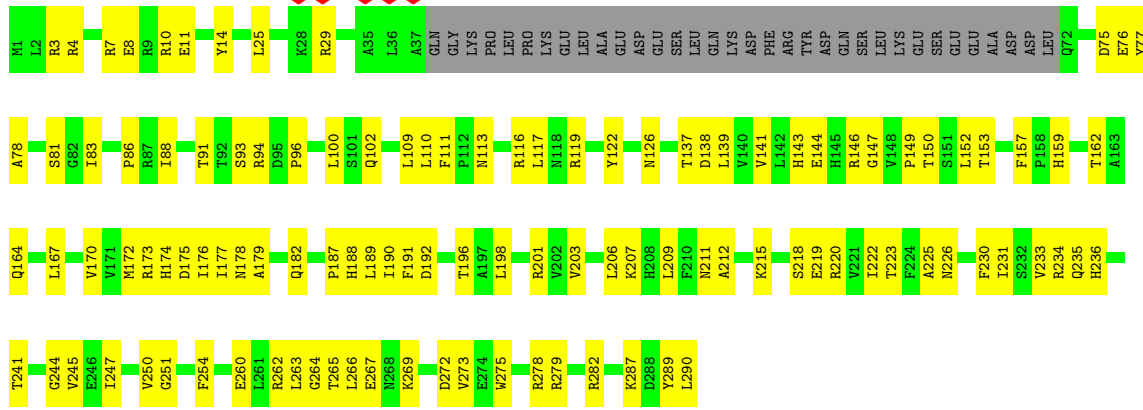 M1 L2 R3 R4 R7 E8 R9 R10 E11 Y14 L25 K28 R29 A35 L36 A37 GLN GLY LYS PRO LEU LEU PRO PRO LYS GLU LEU LEU ALA GLU ASP GLU SER LEU GLN LYS ASP PHE ARG TYR ASP GLN SER LEU LYS GLU SER GLU GLU ALA ASP ASP LEU Q72 D75 E76 Y77
A78 S81 G82 I83 P86 R87 I88 T91 T92 S93 R94 D95 P96 L100 S101 Q102 L109 L110 F111 P112 N113 R116 L117 N118 R119 Y122 N126 T137 D138 L139 V140 V141 L142 H143 E144 H145 R146 G147 V148 P149 T150 S151 L152 T153 F157 P158 H159 T162 A163
Q164 L167 V170 V171 M172 R173 H174 D175 I176 I177 N178 A179 Q182 P187 H188 L189 I190 F191 D192 T196 A197 L198 R201 V202 V203 L206 K207 H208 L209 F210 N211 A212 K215 S218 E219 R220 V221 I222 T223 F224 A225 N226 F230 I231 S232 V233 R234 Q235 H236
T241 G244 V245 E246 I247 V250 G251 F254 E260 L261 R262 L263 G264 T265 L266 E267 N268 K269 D272 V273 E274 W275 R278 R279 R282 K287 D288 Y289 L290